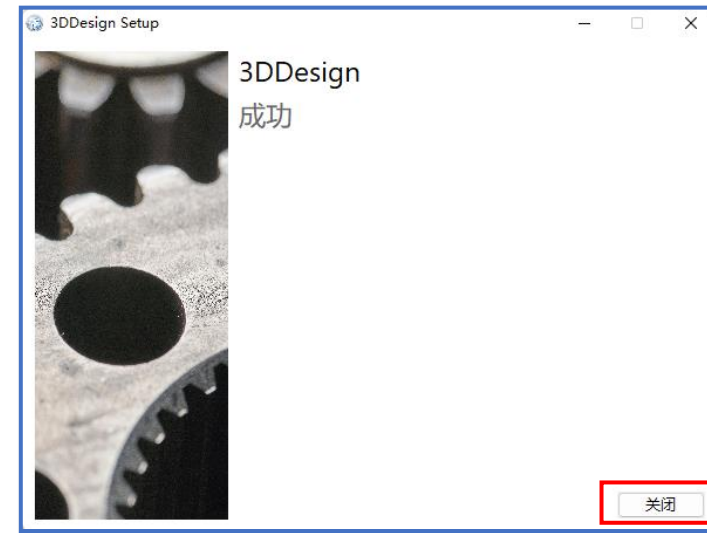 3DDesign Setup
3DDesign
成功
关闭